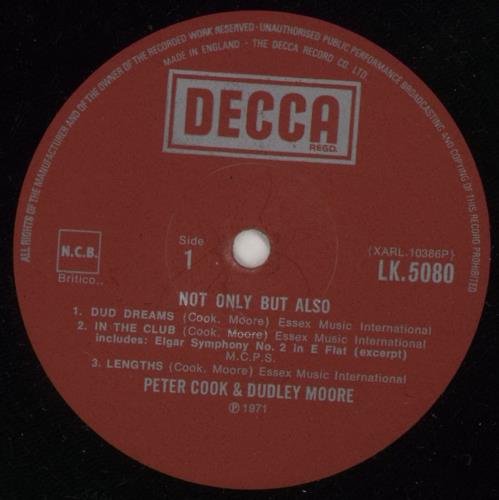 ALL RIGHTS OF THE MANUFACTURER AND OF THE OWNER OF THE RECORDED WORK RESERVED · UNAUTHORISED PUBLIC PERFORMANCE BROADCASTING AND COPYING OF THIS RECORD PROHIBITED
MADE IN ENGLAND · THE DECCA RECORD CO. LTD.
DECCA
REGD.
N.C.B.
Britico..
Side
1
(XARL.10386P)
LK.5080
NOT ONLY BUT ALSO
1. DUD DREAMS (Cook, Moore) Essex Music International
2. IN THE CLUB (Cook, Moore) Essex Music International
includes: Elgar Symphony No. 2 in E Flat (excerpt)
M.C.P.S.
3. LENGTHS (Cook, Moore) Essex Music International
PETER COOK & DUDLEY MOORE
℗ 1971